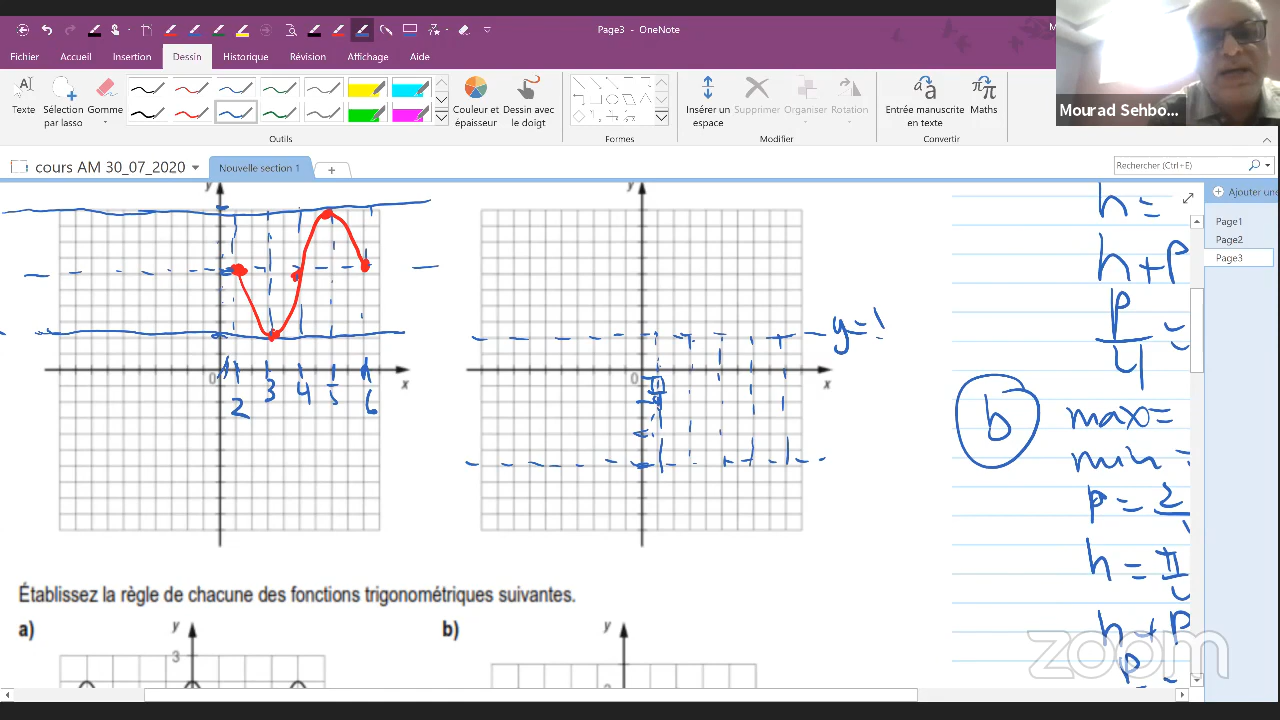 Page3 - OneNote
Fichier
Accueil
Insertion
Dessin
Historique
Révision
Affichage
Aide
Texte
Sélection par lasso
Gomme
Couleur et épaisseur
Dessin avec le doigt
Insérer un espace
Supprimer
Organiser
Rotation
Entrée manuscrite en texte
Maths
Outils
Formes
Modifier
Convertir
Mourad Sehbo...
cours AM 30_07_2020
Nouvelle section 1
Rechercher (Ctrl+E)
Ajouter une
Page1
Page2
Page3
y
0
x
2 3 4 5 6
y
0
x
y=
h=
h+P
P/4=
b
max=
min=
P=2
h=π
h+P
P
Établissez la règle de chacune des fonctions trigonométriques suivantes.
a)
y
3
b)
y
zoom